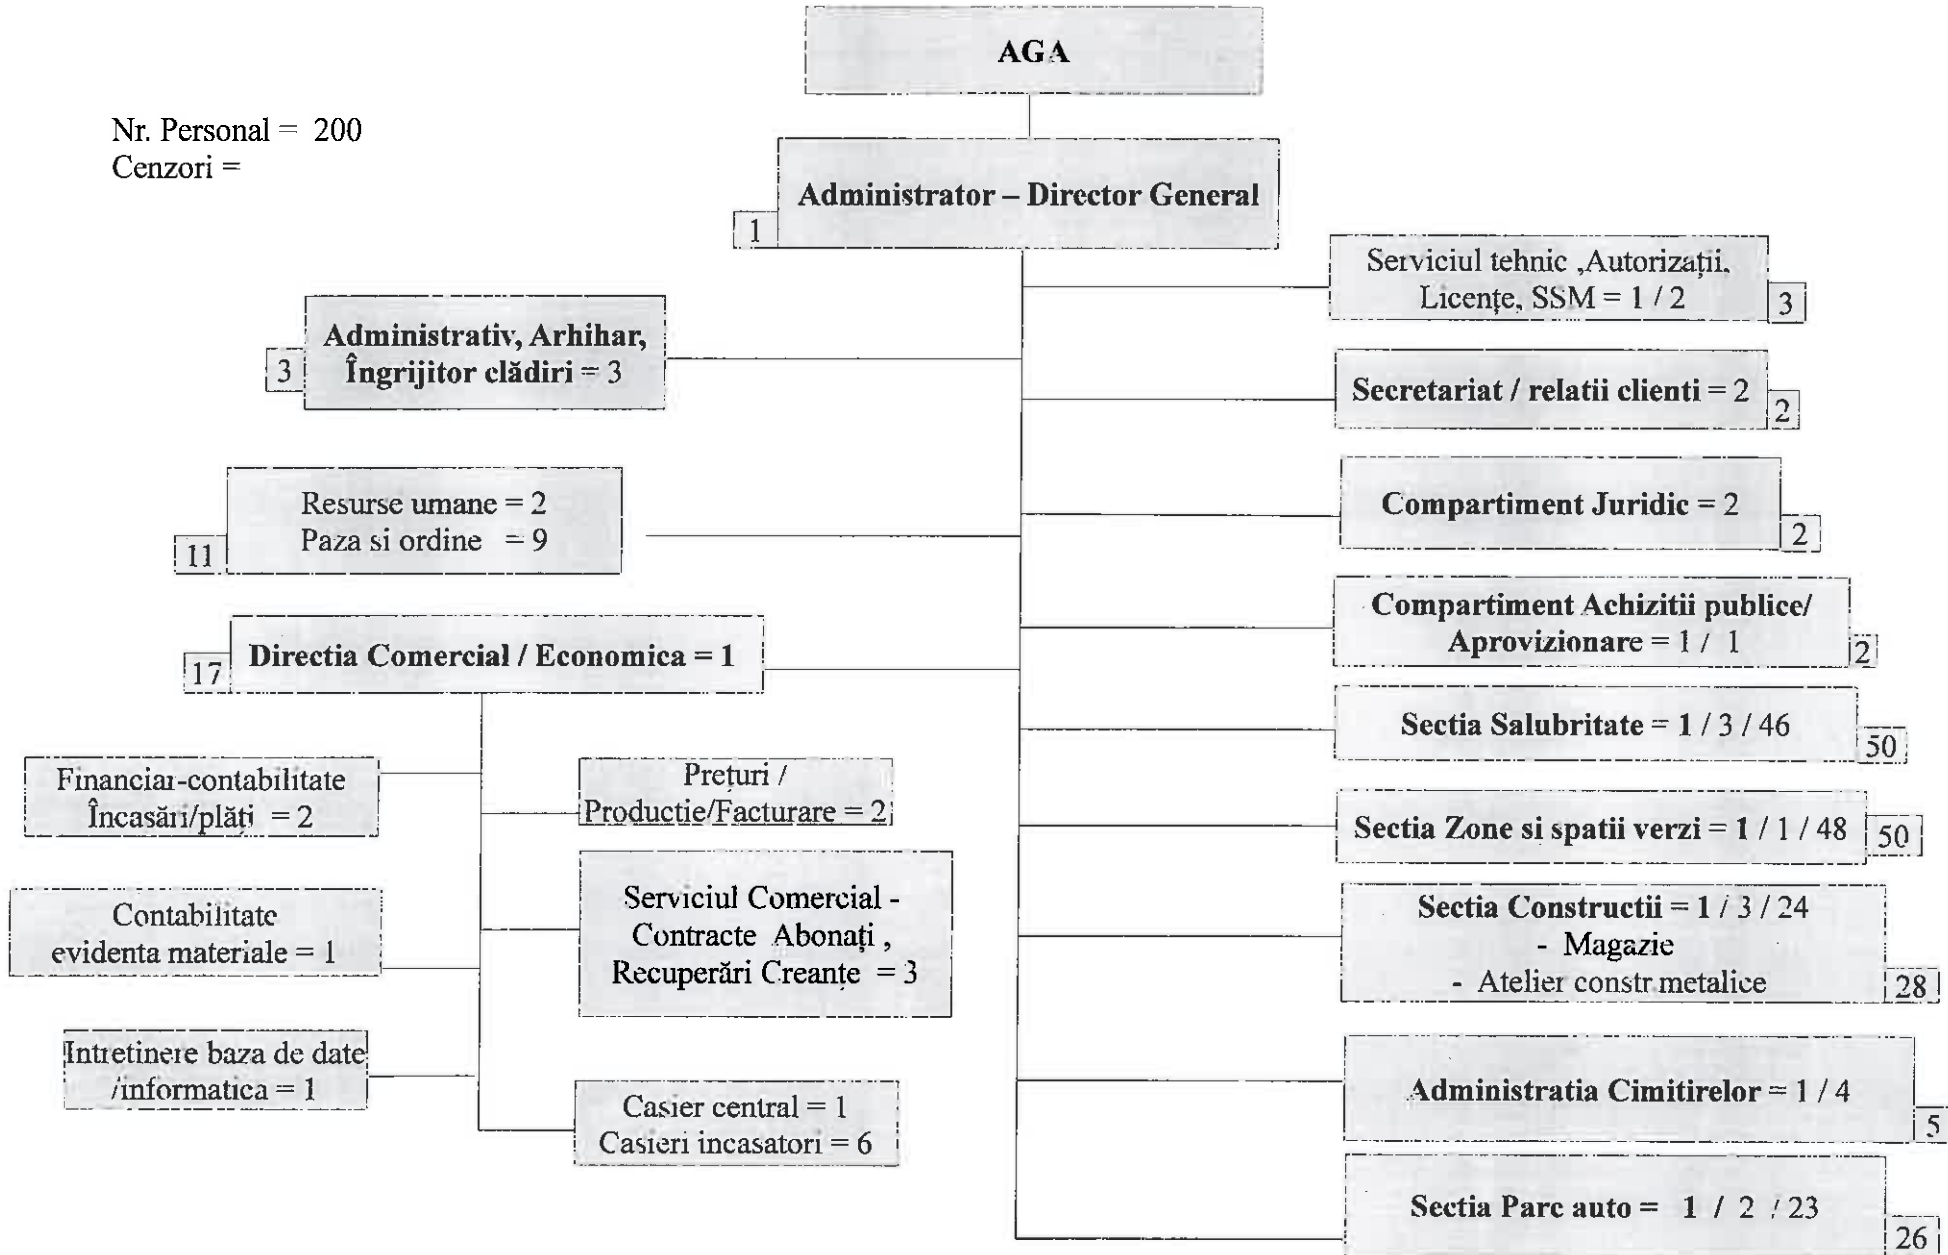 AGA
Nr. Personal = 200
Cenzori =
Administrator – Director General
1
Serviciul tehnic ,Autorizații,
Licențe, SSM = 1 / 2
3
Administrativ, Arhihar,
Îngrijitor clădiri = 3
3
Secretariat / relatii clienti = 2
2
Resurse umane = 2
Paza si ordine = 9
11
Compartiment Juridic = 2
2
Compartiment Achizitii publice/
Aprovizionare = 1 / 1
2
Directia Comercial / Economica = 1
17
Sectia Salubritate = 1 / 3 / 46
50
Financiar-contabilitate
Încasări/plăți = 2
Prețuri /
Productie/Facturare = 2
Sectia Zone si spatii verzi = 1 / 1 / 48
50
Contabilitate
evidenta materiale = 1
Serviciul Comercial -
Contracte Abonați ,
Recuperări Creanțe = 3
Sectia Constructii = 1 / 3 / 24
- Magazie
- Atelier constr.metalice
28
Intretinere baza de date
/informatica = 1
Casier central = 1
Casieri incasatori = 6
Administratia Cimitirelor = 1 / 4
5
Sectia Parc auto = 1 / 2 / 23
26